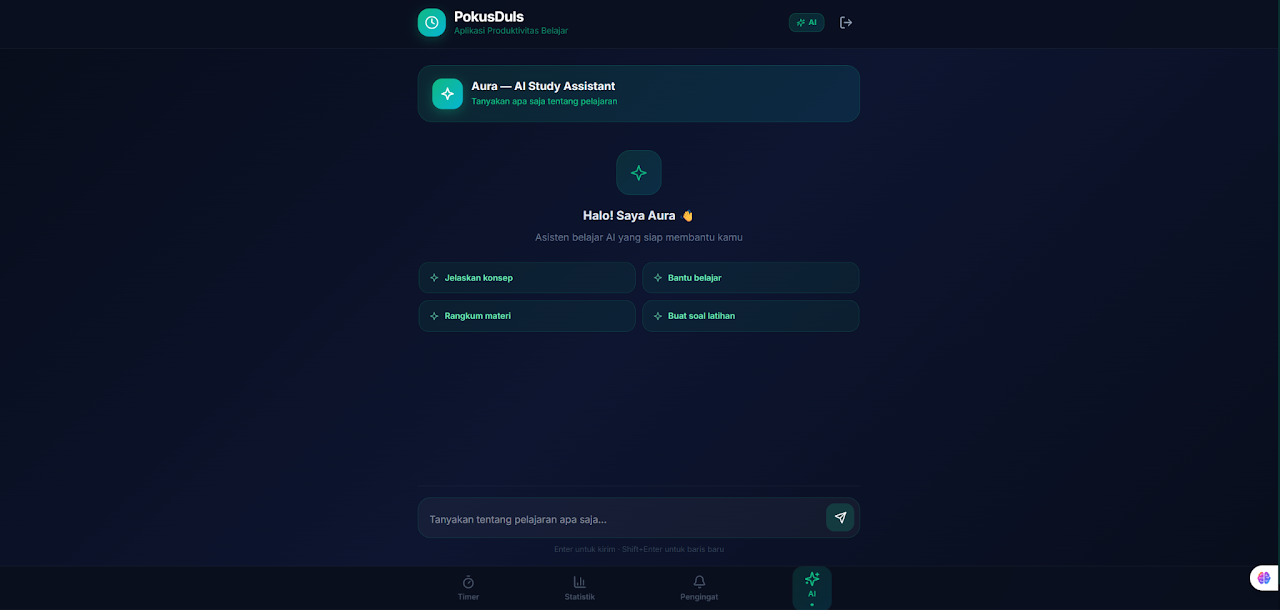 PokusDuls
Aplikasi Produktivitas Belajar
AI
Aura — AI Study Assistant
Tanyakan apa saja tentang pelajaran
Halo! Saya Aura 👋
Asisten belajar AI yang siap membantu kamu
Jelaskan konsep
Bantu belajar
Rangkum materi
Buat soal latihan
Tanyakan tentang pelajaran apa saja...
Enter untuk kirim · Shift+Enter untuk baris baru
Timer
Statistik
Pengingat
AI